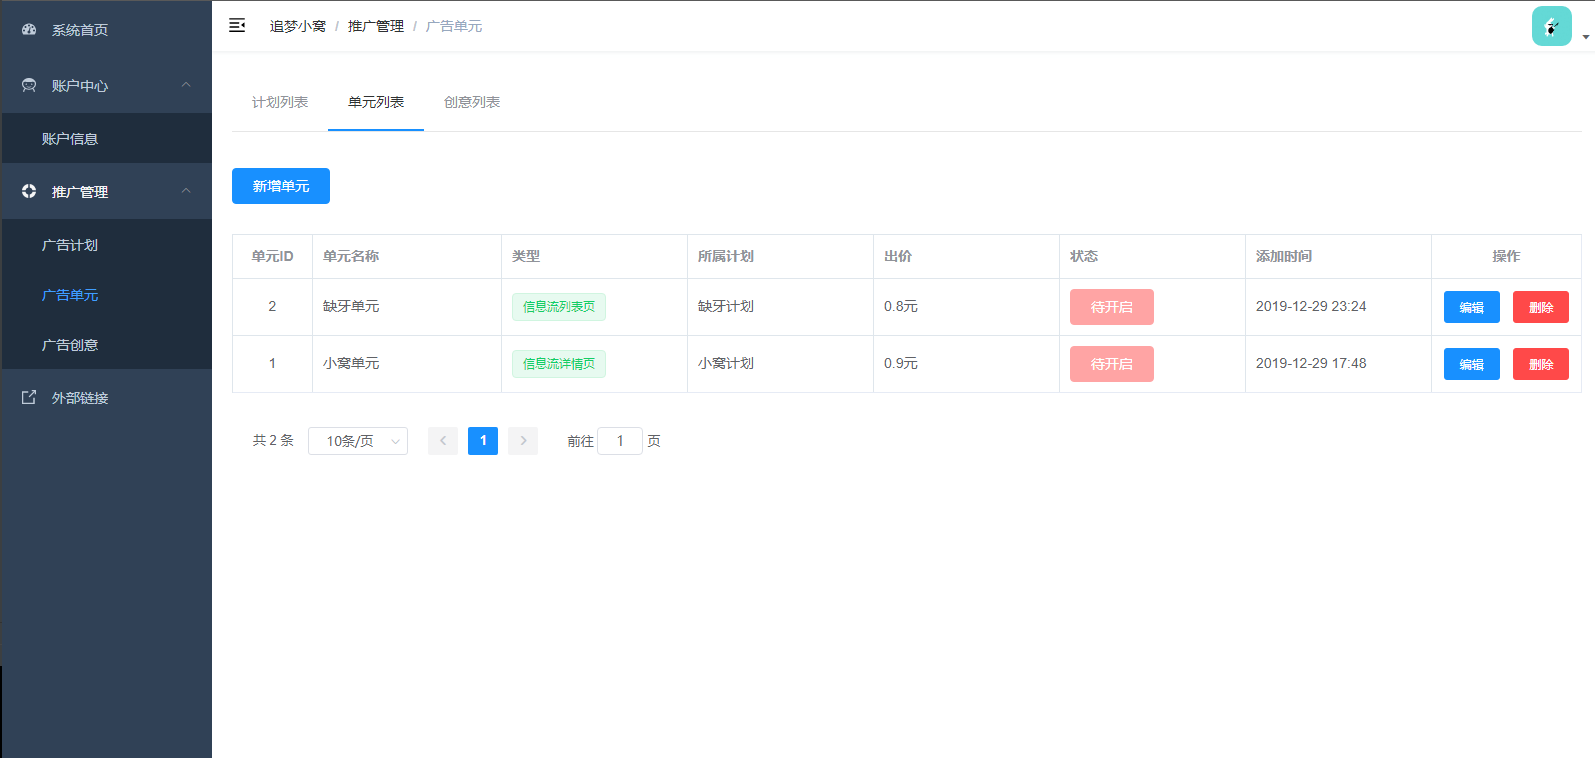 系统首页
账户中心
账户信息
推广管理
广告计划
广告单元
广告创意
外部链接
追梦小窝 / 推广管理 / 广告单元
计划列表 单元列表 创意列表
新增单元
单元ID 单元名称 类型 所属计划 出价 状态 添加时间 操作
2 缺牙单元 信息流列表页 缺牙计划 0.8元 待开启 2019-12-29 23:24 编辑 删除
1 小窝单元 信息流详情页 小窝计划 0.9元 待开启 2019-12-29 17:48 编辑 删除
共 2 条 10条/页 1 前往 1 页